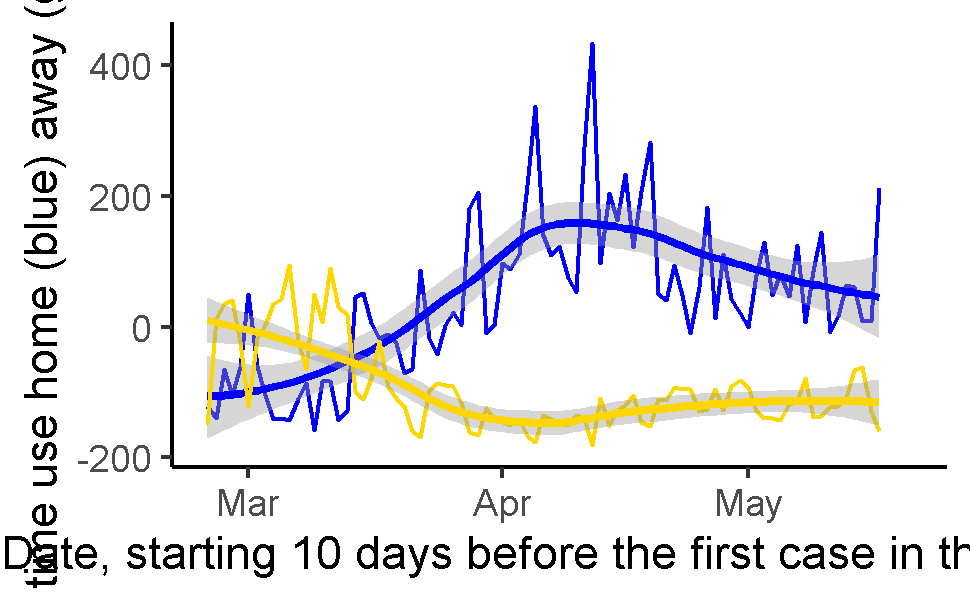 time use home (blue) away (
400
200
0
-200
Mar Apr May
Date, starting 10 days before the first case in th